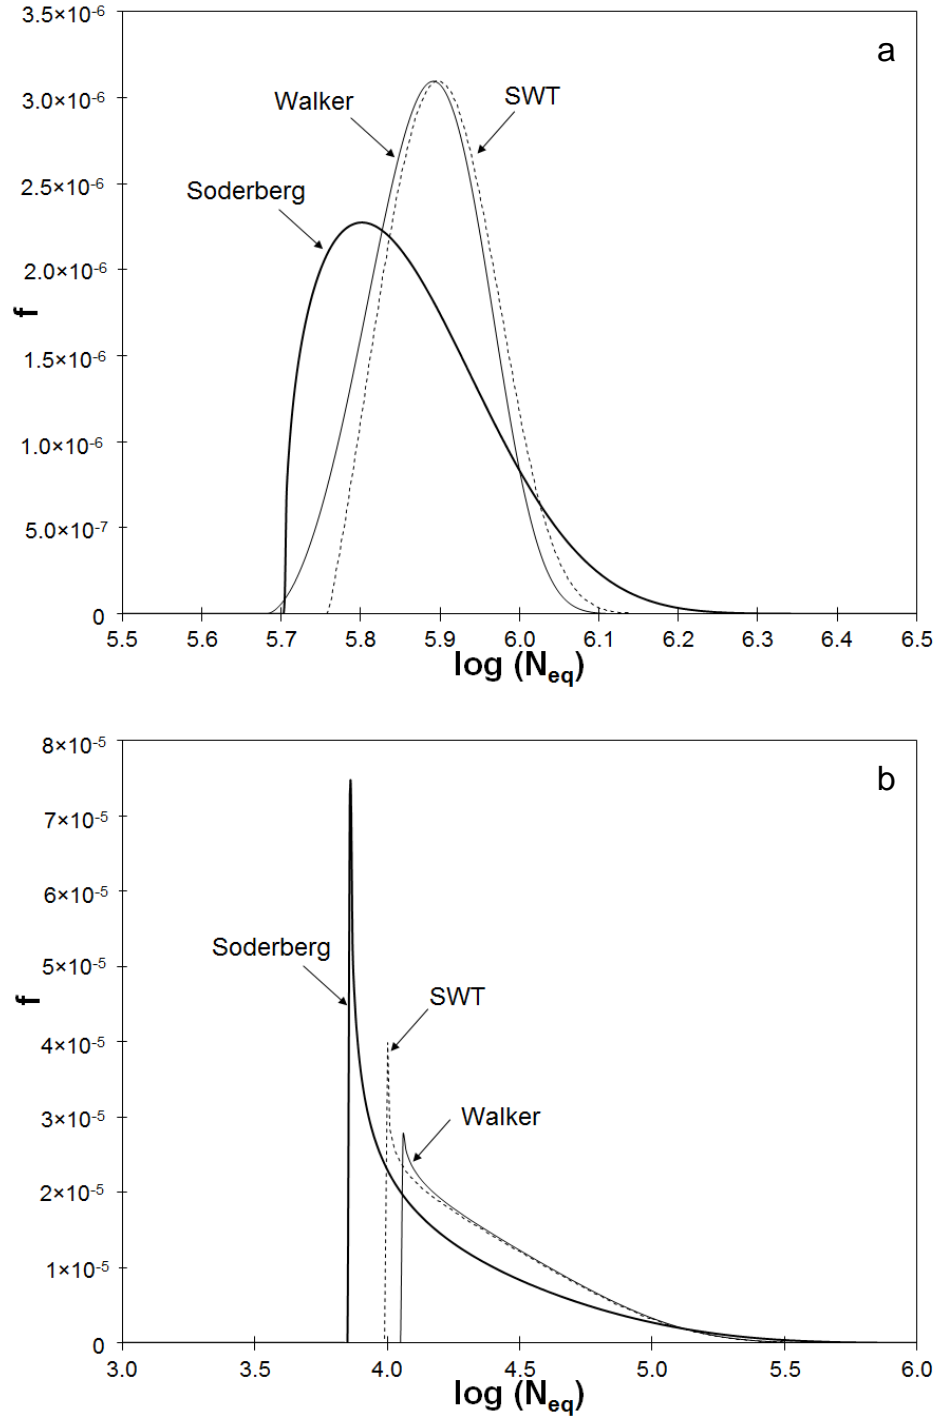 3.5×10⁻⁶
a
SWT
3.0×10⁻⁶
Walker
2.5×10⁻⁶
Soderberg
2.0×10⁻⁶
f
1.5×10⁻⁶
1.0×10⁻⁶
5.0×10⁻⁷
0
5.5 5.6 5.7 5.8 5.9 6.0 6.1 6.2 6.3 6.4 6.5
log (Neq)
8×10⁻⁵
b
7×10⁻⁵
6×10⁻⁵
Soderberg
5×10⁻⁵
SWT
f
4×10⁻⁵
3×10⁻⁵
Walker
2×10⁻⁵
1×10⁻⁵
0
3.0 3.5 4.0 4.5 5.0 5.5 6.0
log (Neq)